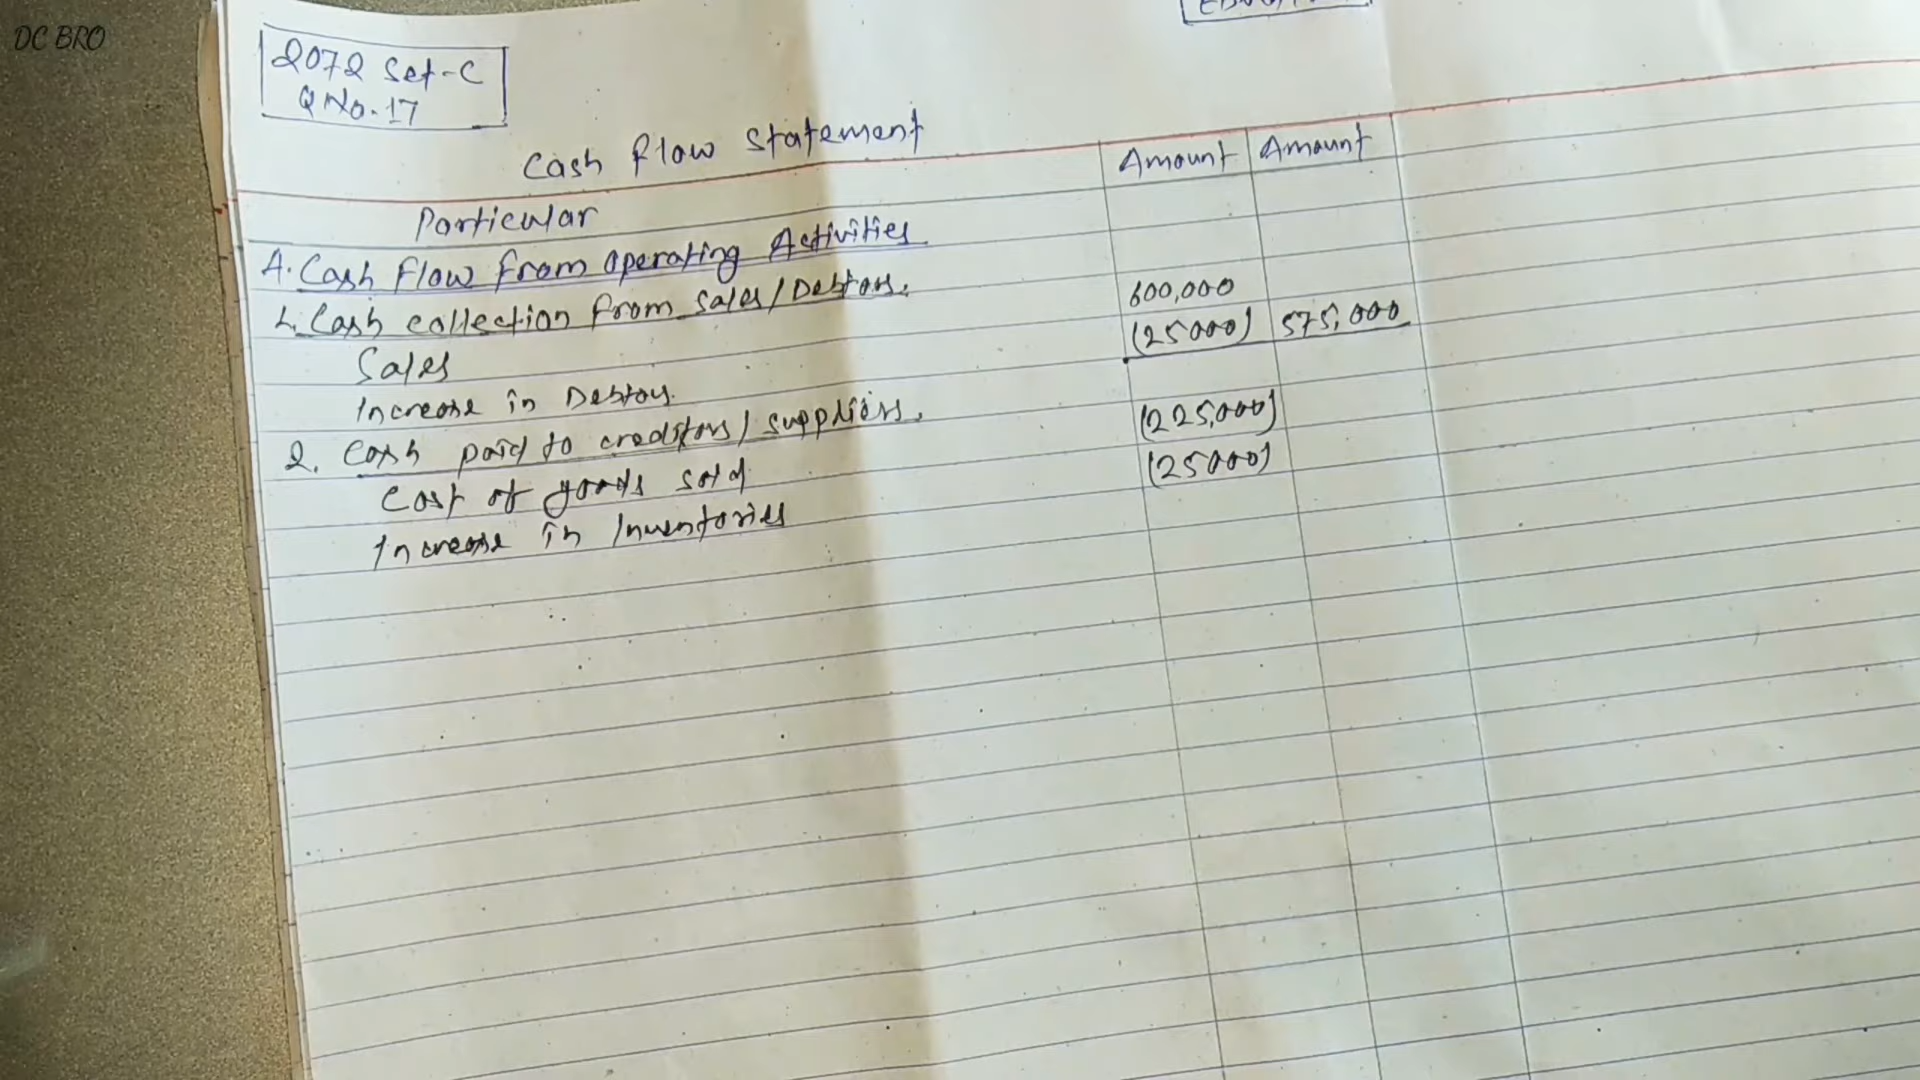 DC BRO
2072 Set-C
Q No. 17
Cash flow statement
Particular
Amount Amount
A. Cash flow from operating Activities
1. Cash collection from sales/Debtors.
Sales 600,000
Increase in Debtors. (25000) 575,000
2. Cash paid to creditors/suppliers.
Cost of goods sold (225,000)
Increase in Inventories (25000)